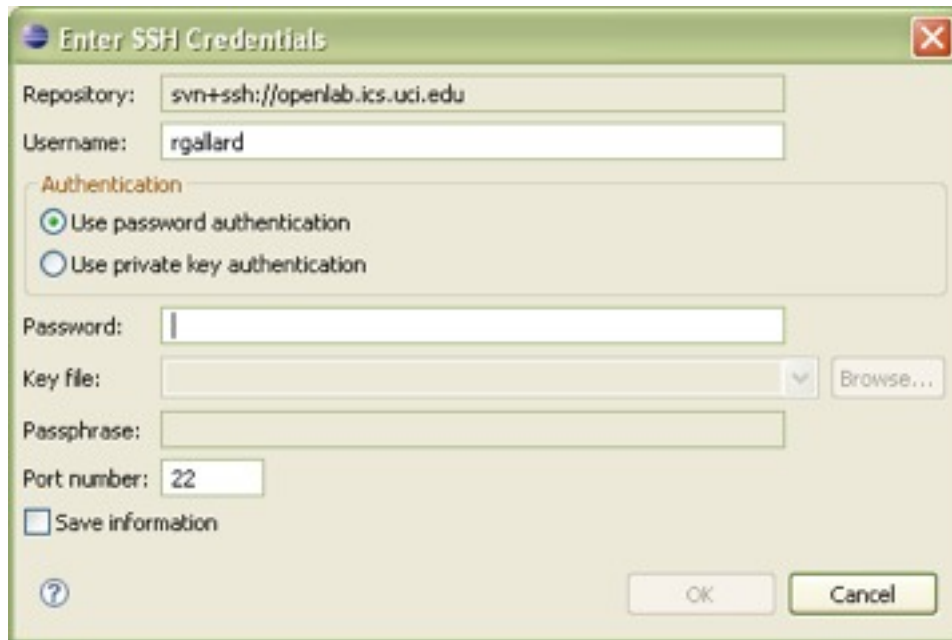 Enter SSH Credentials
Repository: svn+ssh://openlab.ics.uci.edu
Username: rgallard
Authentication
Use password authentication
Use private key authentication
Password:
Key file: Browse...
Passphrase:
Port number: 22
Save information
? OK Cancel